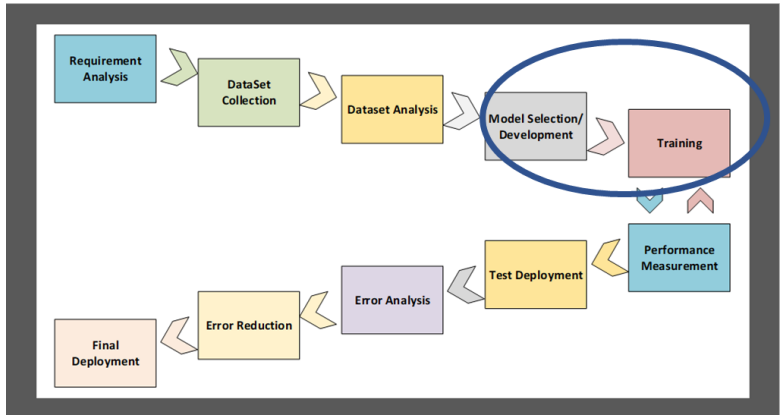 Requirement
Analysis
DataSet
Collection
Dataset Analysis
Model Selection/
Development
Training
Performance
Measurement
Test Deployment
Error Analysis
Error Reduction
Final
Deployment